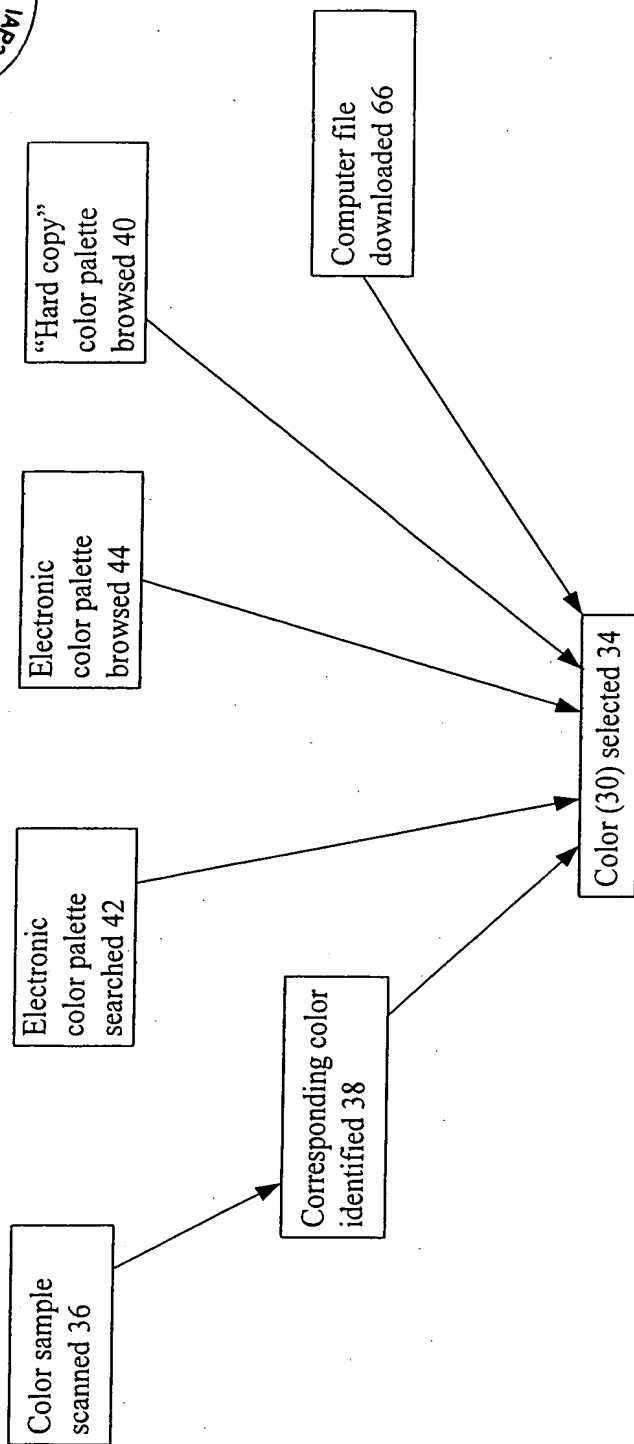 IAP
Color sample
scanned 36
Electronic
color palette
searched 42
Electronic
color palette
browsed 44
“Hard copy”
color palette
browsed 40
Corresponding color
identified 38
Computer file
downloaded 66
Color (30) selected 34